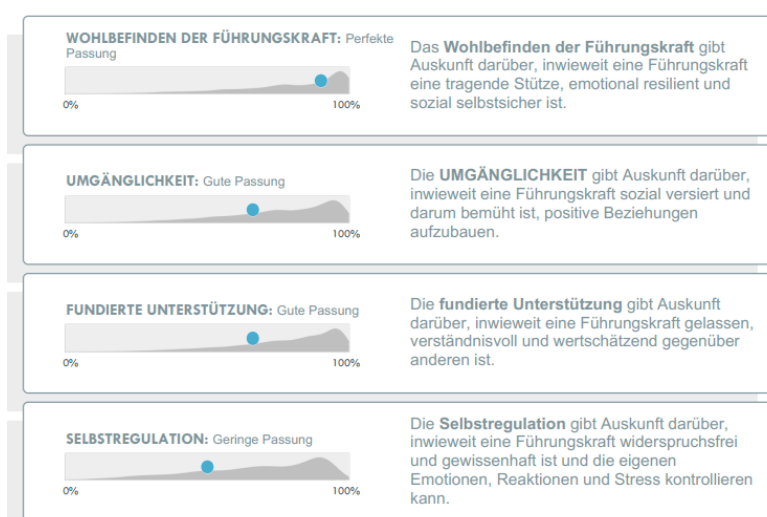 WOHLBEFINDEN DER FÜHRUNGSKRAFT: Perfekte
Passung
0% 100%
Das Wohlbefinden der Führungskraft gibt
Auskunft darüber, inwieweit eine Führungskraft
eine tragende Stütze, emotional resilient und
sozial selbstsicher ist.
UMGÄNGLICHKEIT: Gute Passung
0% 100%
Die UMGÄNGLICHKEIT gibt Auskunft darüber,
inwieweit eine Führungskraft sozial versiert und
darum bemüht ist, positive Beziehungen
aufzubauen.
FUNDIERTE UNTERSTÜTZUNG: Gute Passung
0% 100%
Die fundierte Unterstützung gibt Auskunft
darüber, inwieweit eine Führungskraft gelassen,
verständnisvoll und wertschätzend gegenüber
anderen ist.
SELBSTREGULATION: Geringe Passung
0% 100%
Die Selbstregulation gibt Auskunft darüber,
inwieweit eine Führungskraft widerspruchsfrei
und gewissenhaft ist und die eigenen
Emotionen, Reaktionen und Stress kontrollieren
kann.